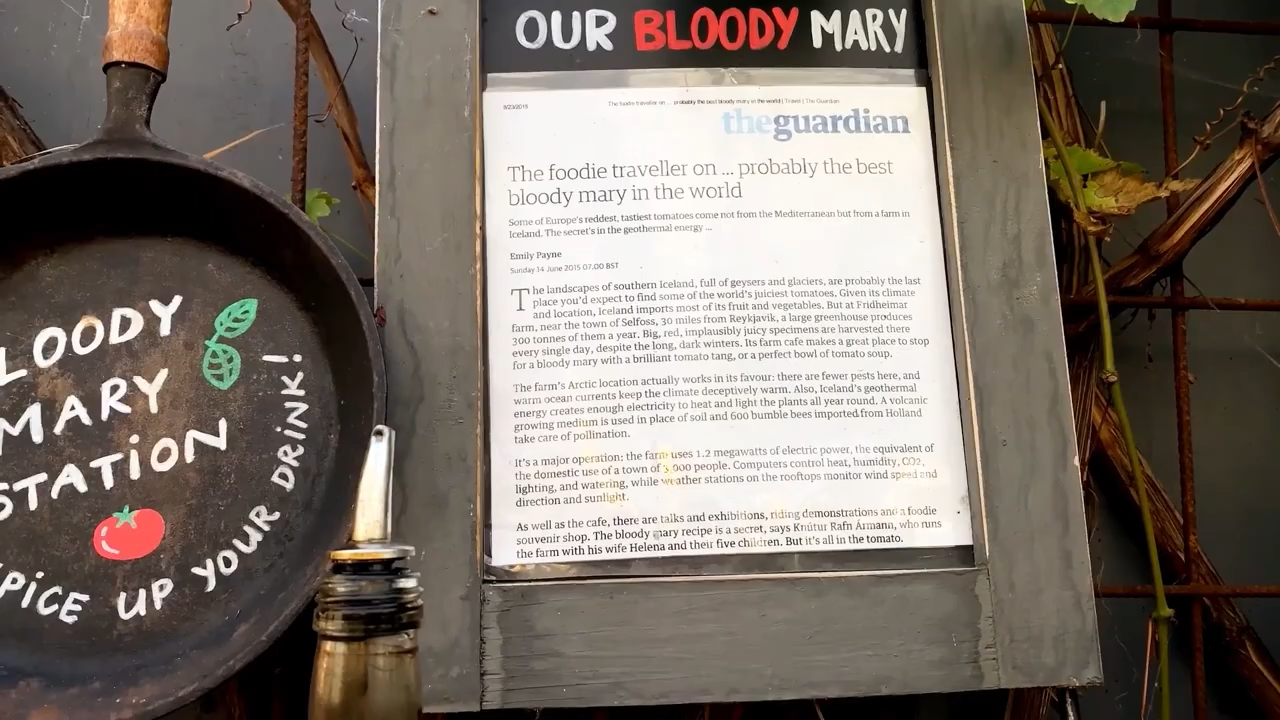 OUR BLOODY MARY
8/23/2015
The foodie traveller on ... probably the best bloody mary in the world | Travel | The Guardian
theguardian
The foodie traveller on ... probably the best
bloody mary in the world
Some of Europe's reddest, tastiest tomatoes come not from the Mediterranean but from a farm in
Iceland. The secret's in the geothermal energy ...
Emily Payne
Sunday 14 June 2015 07.00 BST
The landscapes of southern Iceland, full of geysers and glaciers, are probably the last
place you'd expect to find some of the world's juiciest tomatoes. Given its climate
and location, Iceland imports most of its fruit and vegetables. But at Fridheimar
farm, near the town of Selfoss, 30 miles from Reykjavik, a large greenhouse produces
300 tonnes of them a year. Big, red, implausibly juicy specimens are harvested there
every single day, despite the long, dark winters. Its farm cafe makes a great place to stop
for a bloody mary with a brilliant tomato tang, or a perfect bowl of tomato soup.
The farm's Arctic location actually works in its favour: there are fewer pests here, and
warm ocean currents keep the climate deceptively warm. Also, Iceland's geothermal
energy creates enough electricity to heat and light the plants all year round. A volcanic
growing medium is used in place of soil and 600 bumble bees imported from Holland
take care of pollination.
It's a major operation: the farm uses 1.2 megawatts of electric power, the equivalent of
the domestic use of a town of 3,000 people. Computers control heat, humidity, CO2,
lighting, and watering, while weather stations on the rooftops monitor wind speed and
direction and sunlight.
As well as the cafe, there are talks and exhibitions, riding demonstrations and a foodie
souvenir shop. The bloody mary recipe is a secret, says Knútur Rafn Ármann, who runs
the farm with his wife Helena and their five children. But it's all in the tomato.
LOODY
MARY
STATION
PICE UP YOUR DRINK!